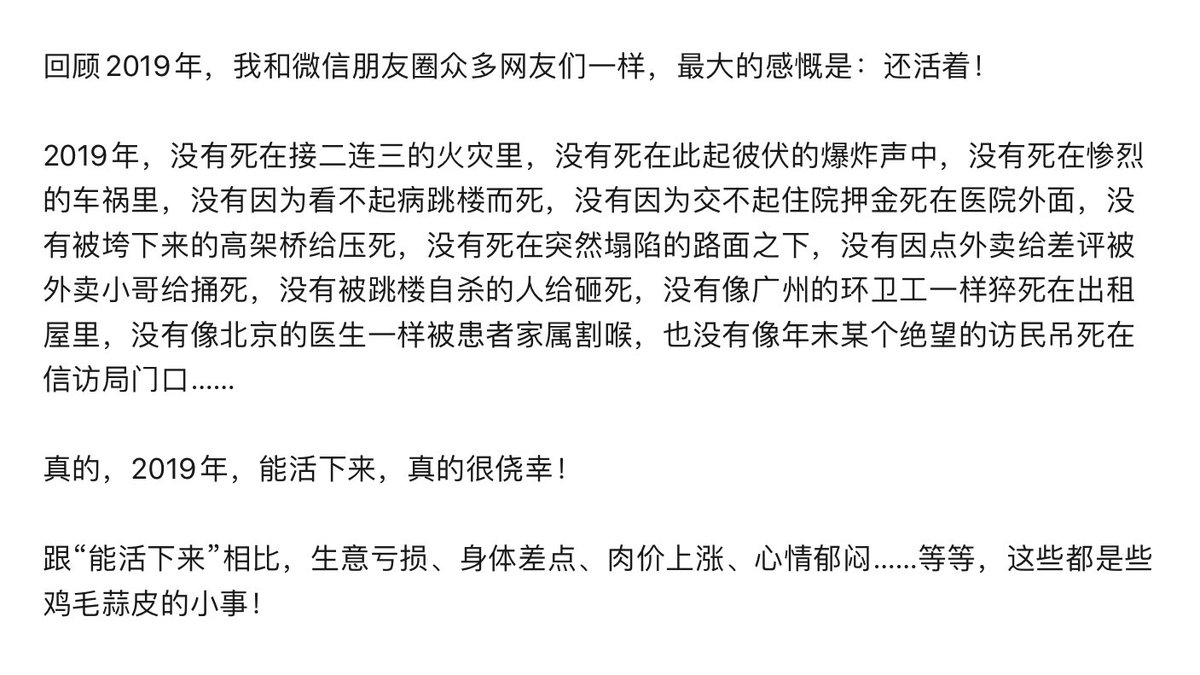 回顾2019年，我和微信朋友圈众多网友们一样，最大的感慨是：还活着！
2019年，没有死在接二连三的火灾里，没有死在此起彼伏的爆炸声中，没有死在惨烈
的车祸里，没有因为看不起病跳楼而死，没有因为交不起住院押金死在医院外面，没
有被垮下来的高架桥给压死，没有死在突然塌陷的路面之下，没有因点外卖给差评被
外卖小哥给捅死，没有被跳楼自杀的人给砸死，没有像广州的环卫工一样猝死在出租
屋里，没有像北京的医生一样被患者家属割喉，也没有像年末某个绝望的访民吊死在
信访局门口……
真的，2019年，能活下来，真的很侥幸！
跟“能活下来”相比，生意亏损、身体差点、肉价上涨、心情郁闷……等等，这些都是些
鸡毛蒜皮的小事！